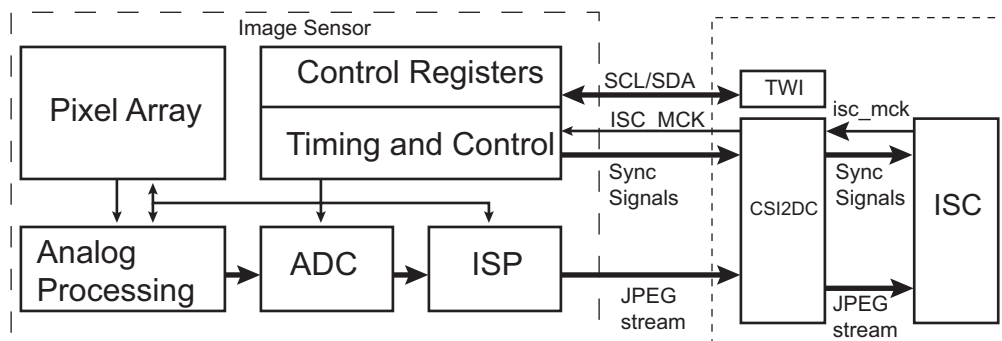 Image Sensor
Pixel Array
Control Registers
Timing and Control
SCL/SDA
TWI
ISC_MCK
isc_mck
Sync
Signals
CSI2DC
Sync
Signals
ISC
Analog
Processing
ADC
ISP
JPEG
stream
JPEG
stream